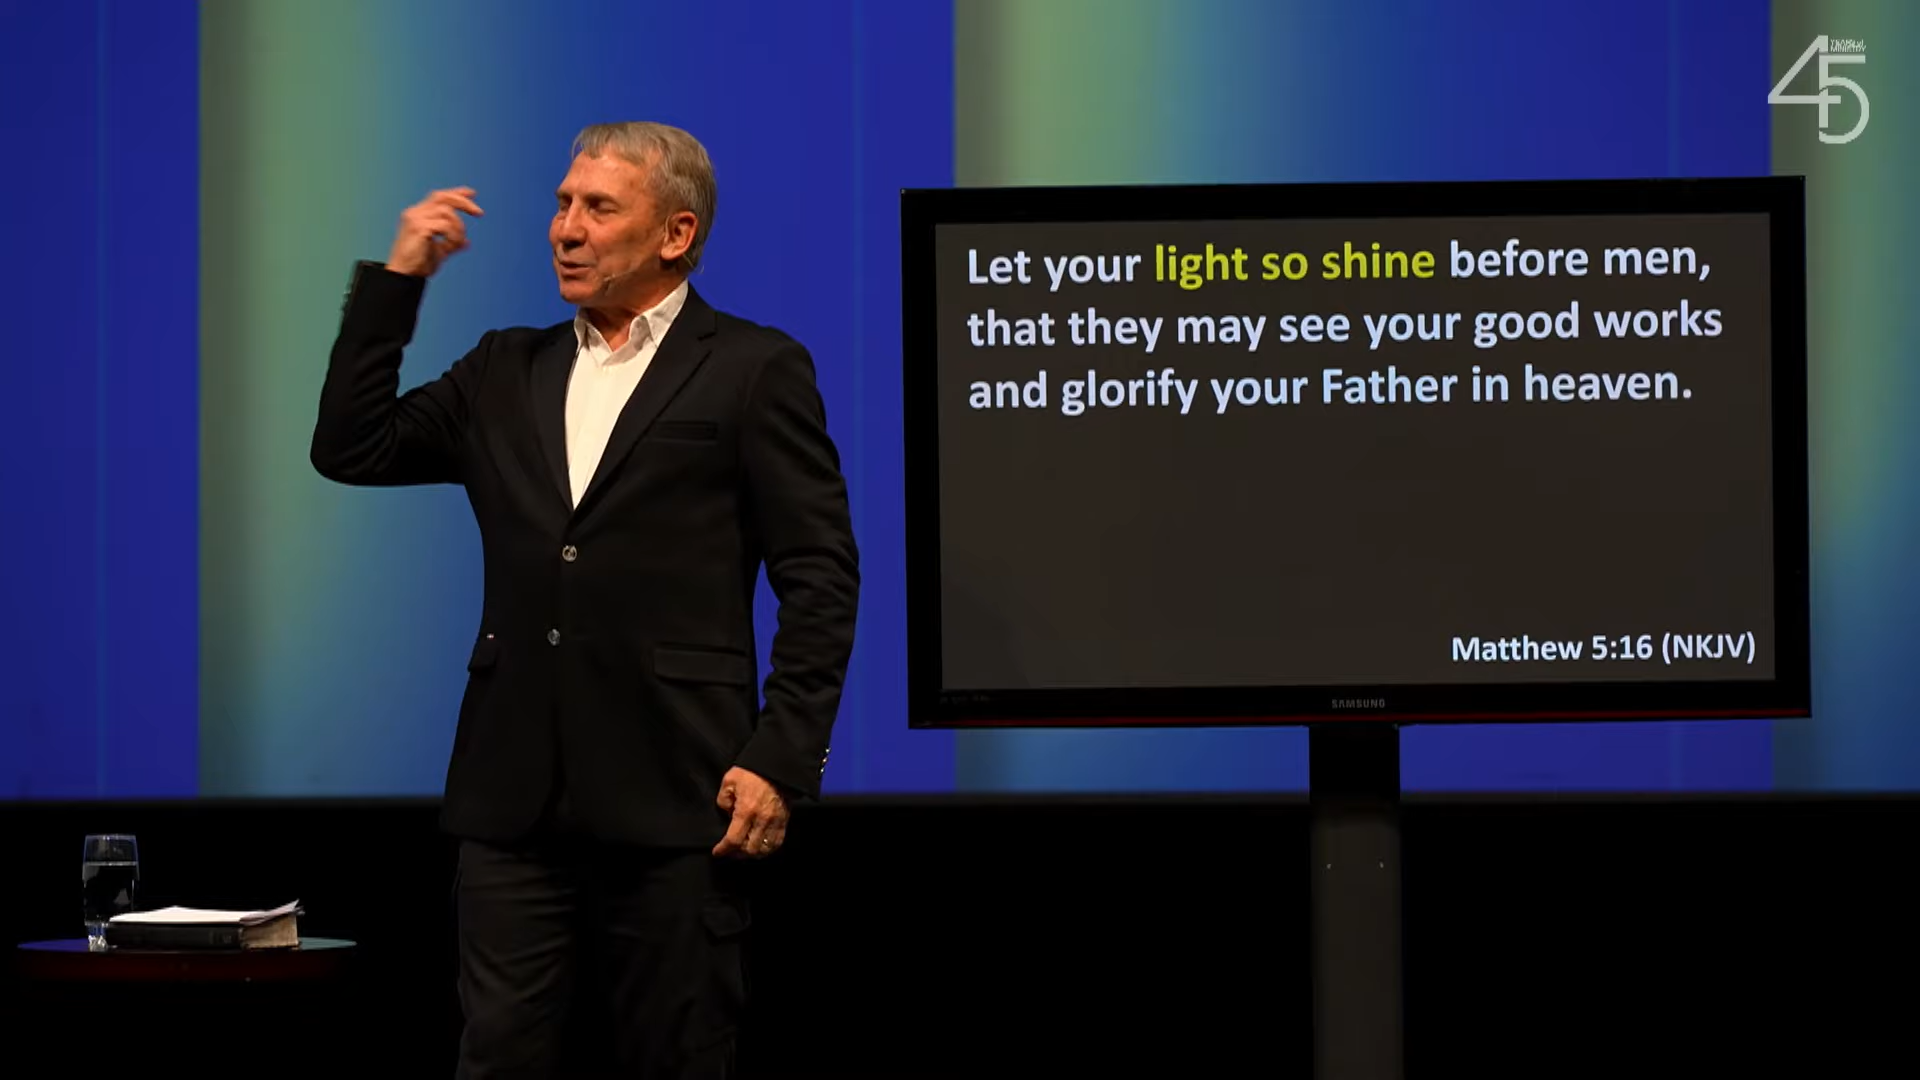 45
Let your light so shine before men,
that they may see your good works
and glorify your Father in heaven.
Matthew 5:16 (NKJV)
SAMSUNG